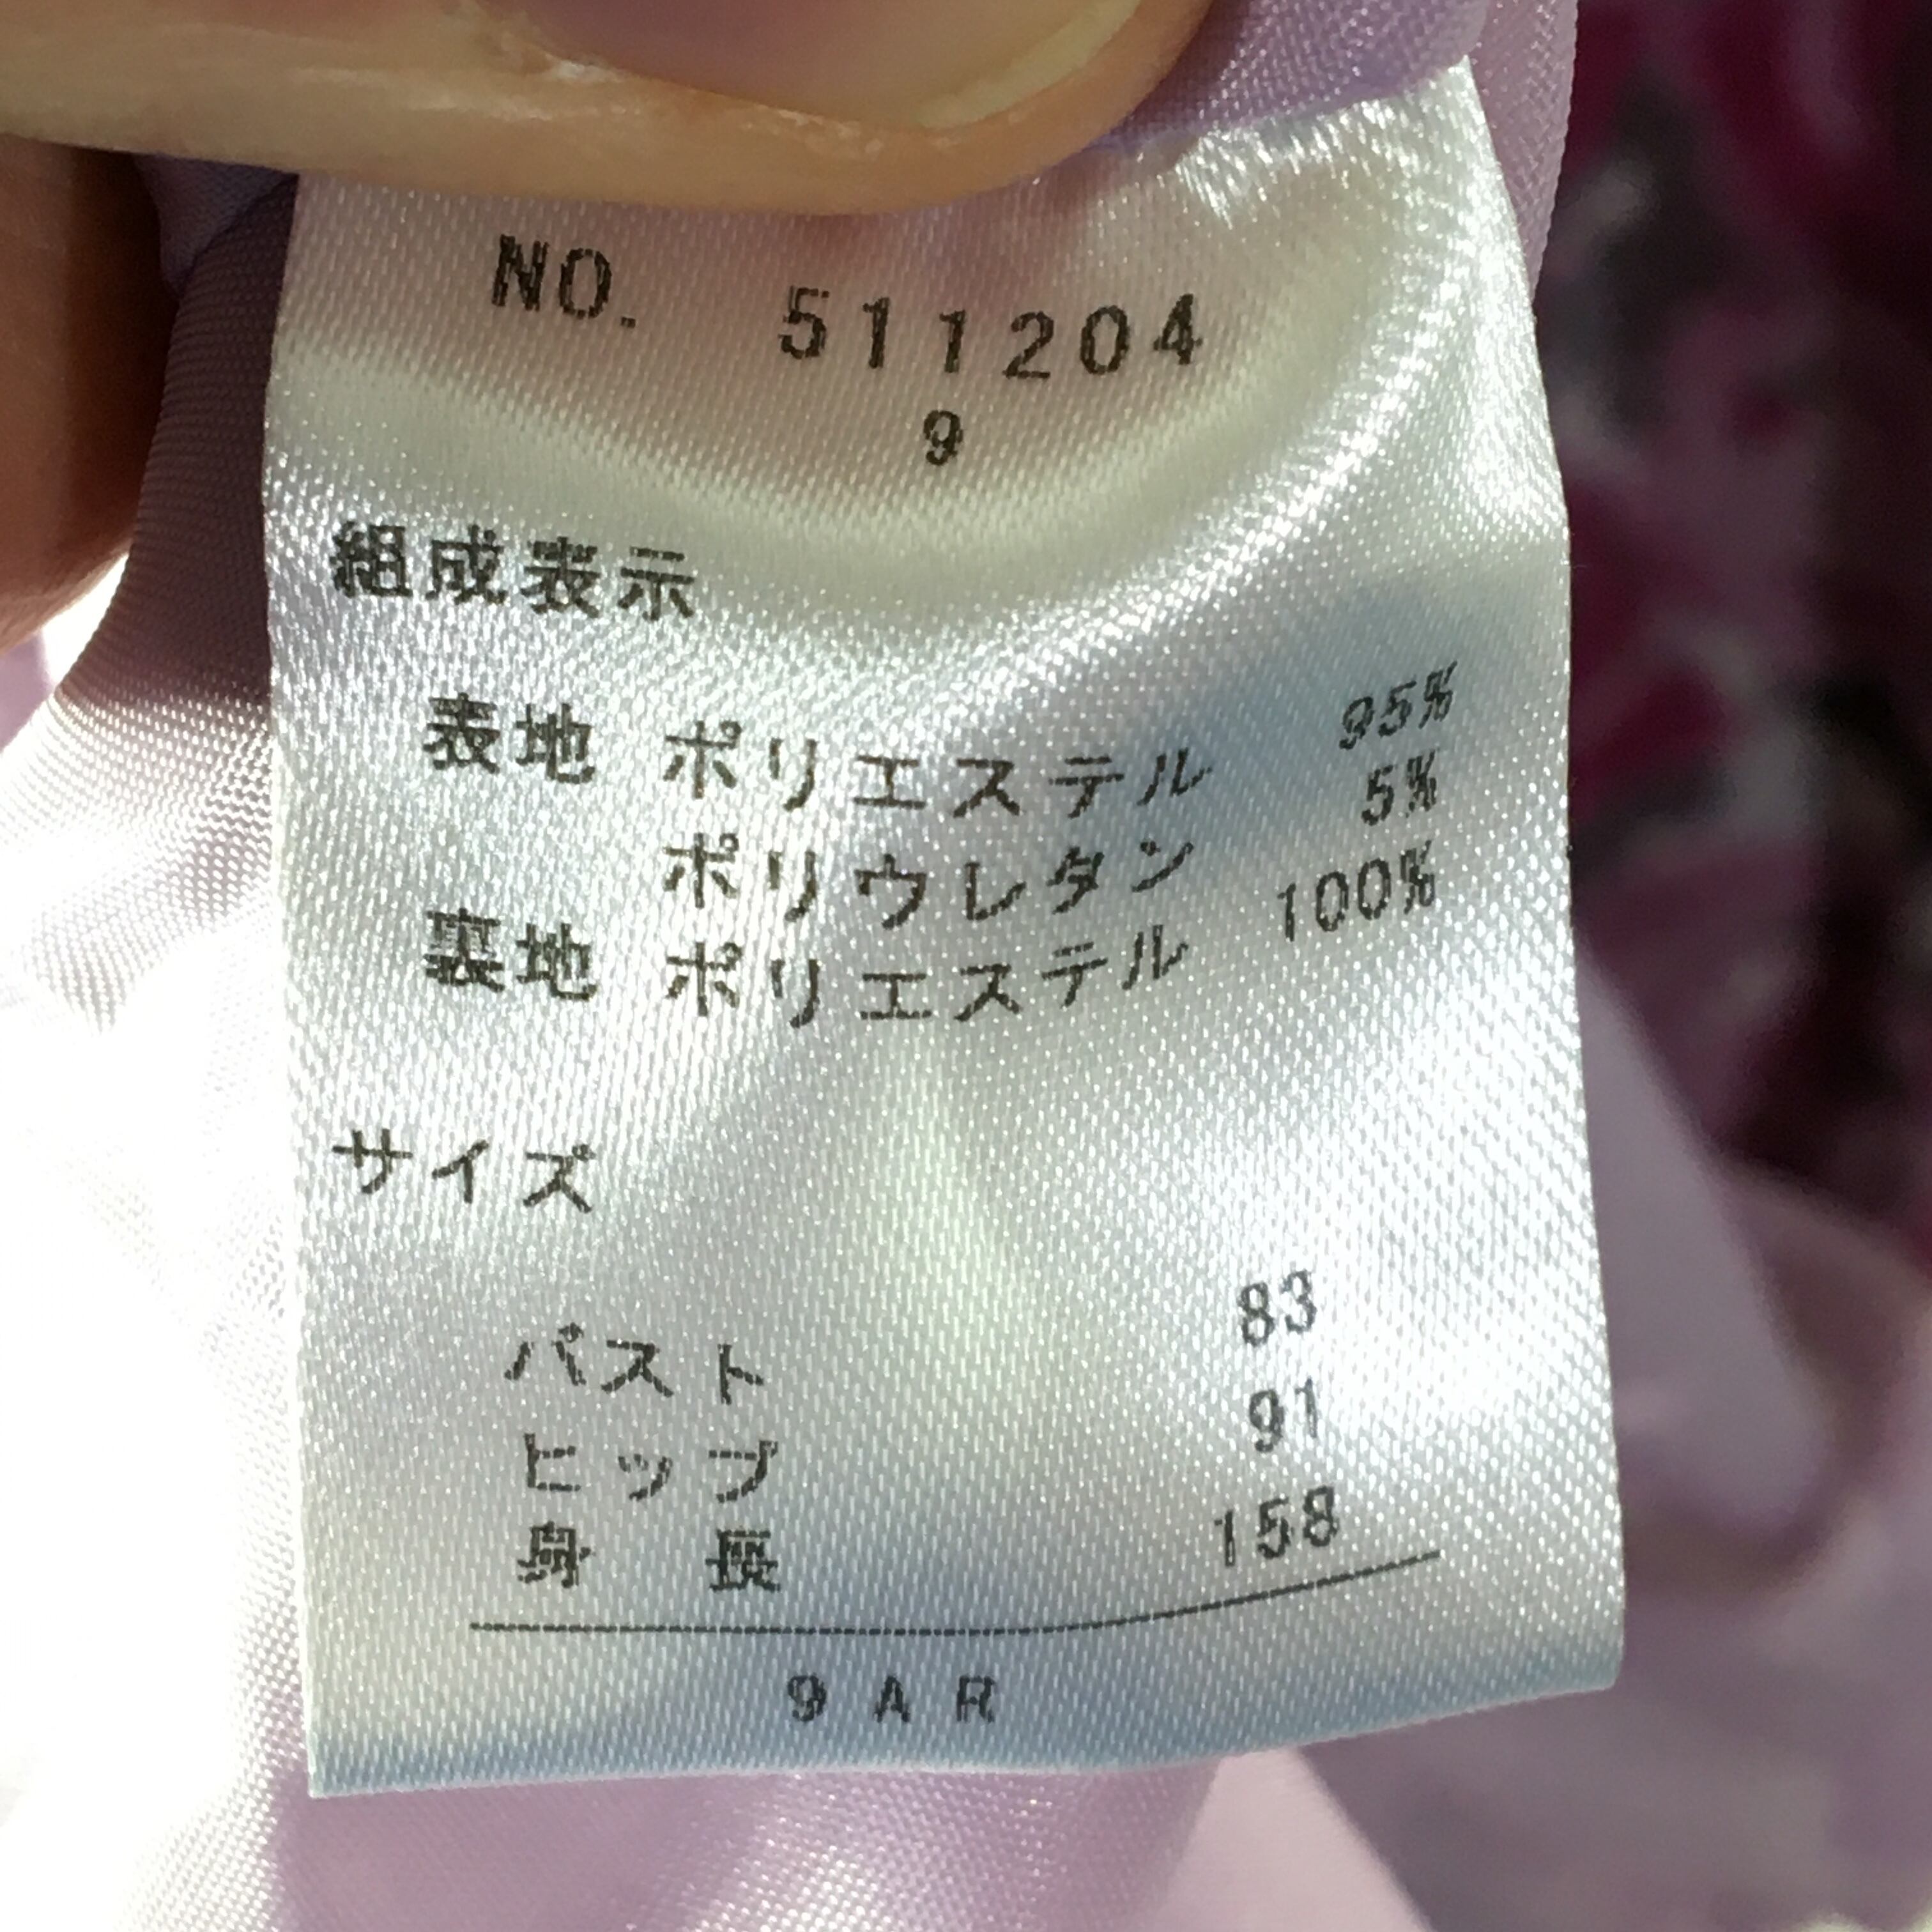 NO. 511204
9
組成表示
表地 ポリエステル 95%
ポリウレタン 5%
裏地 ポリエステル 100%
サイズ
バスト 83
ヒップ 91
身長 158
9AR